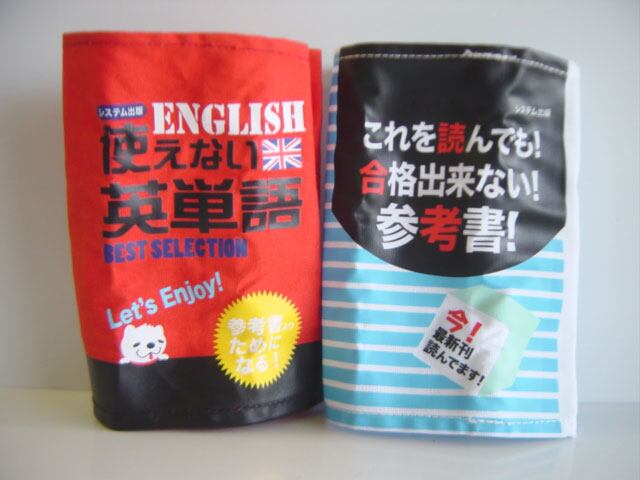 システム出版
ENGLISH
使えない
英単語
BEST SELECTION
Let's Enjoy!
参考書より
ためになる!
システム出版
これを読んでも!
合格出来ない!
参考書!
今!
最新刊
読んでます!